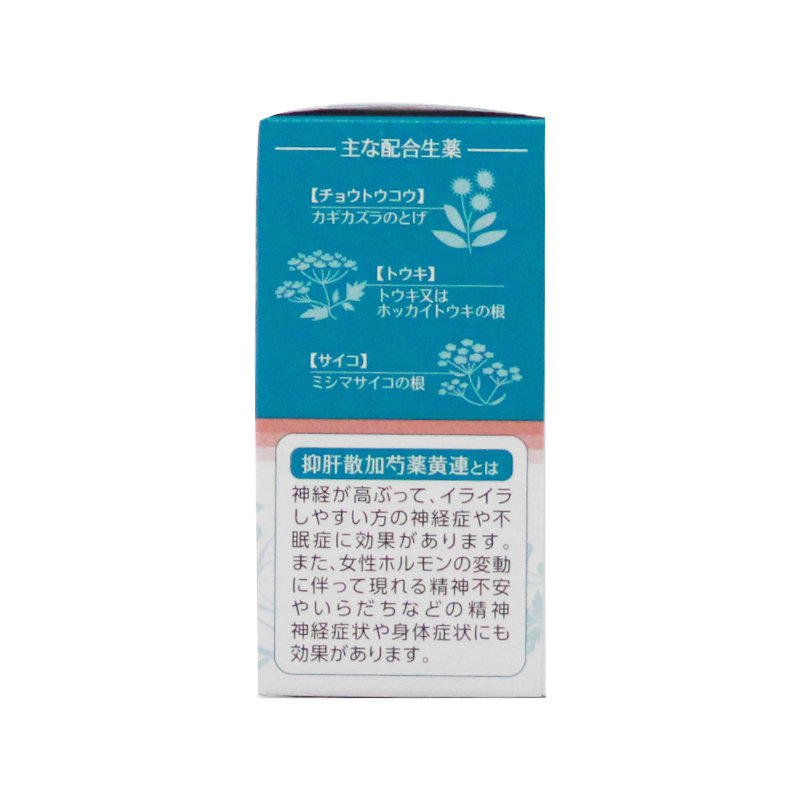 主な配合生薬
【チョウトウコウ】
カギカズラのとげ
【トウキ】
トウキ又は
ホッカイトウキの根
【サイコ】
ミシマサイコの根
抑肝散加芍薬黄連とは
神経が高ぶって、イライラ
しやすい方の神経症や不
眠症に効果があります。
また、女性ホルモンの変動
に伴って現れる精神不安
やいらだちなどの精神
神経症状や身体症状にも
効果があります。